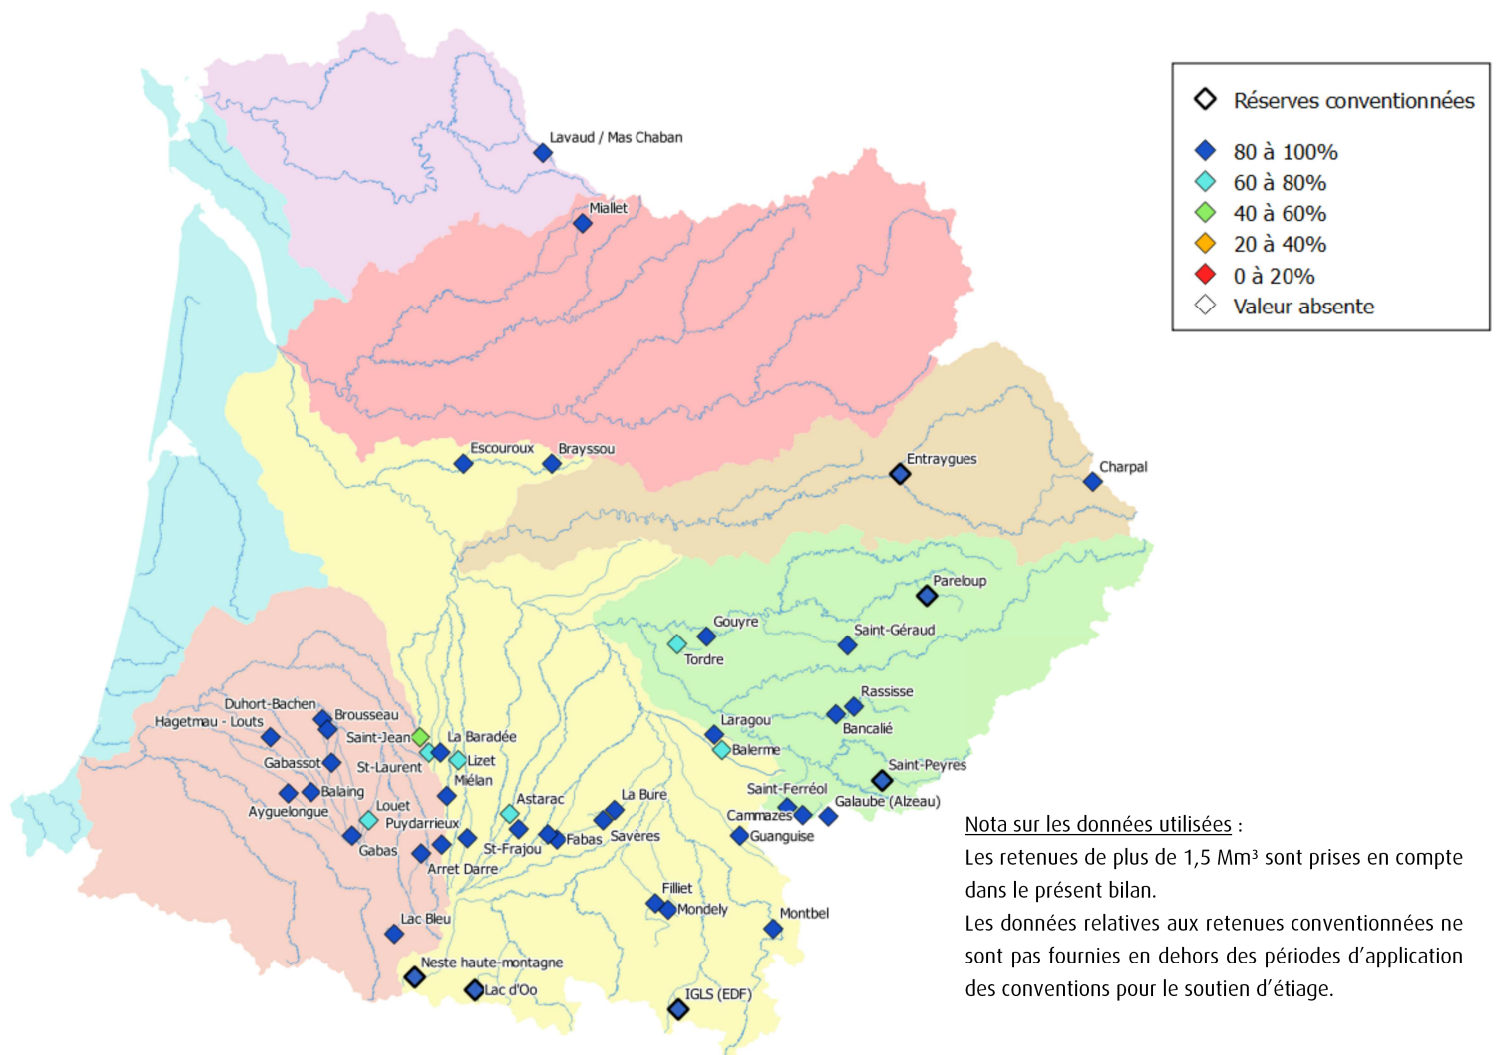 Réserves conventionnées
80 à 100%
60 à 80%
40 à 60%
20 à 40%
0 à 20%
Valeur absente
Lavaud / Mas Chaban
Miallet
Escouroux
Brayssou
Entraygues
Charpal
Pareloup
Gouyre
Saint-Géraud
Tordre
Rassisse
Duhort-Bachen
Brousseau
Hagetmau - Louts
Saint-Jean
La Baradée
Laragou
Bancalié
Balerme
Gabassot
St-Laurent
Lizet
Saint-Peyres
Miélan
Balaing
Saint-Ferréol
Ayguelongue
Louet
Astarac
La Bure
Galaube (Alzeau)
Puydarrieux
Cammazes
Gabas
St-Frajou
Fabas
Savères
Guanguise
Arret Darre
Filliet
Mondely
Montbel
Lac Bleu
Neste haute-montagne
Lac d'Oo
IGLS (EDF)
Nota sur les données utilisées :
Les retenues de plus de 1,5 Mm³ sont prises en compte
dans le présent bilan.
Les données relatives aux retenues conventionnées ne
sont pas fournies en dehors des périodes d’application
des conventions pour le soutien d’étiage.